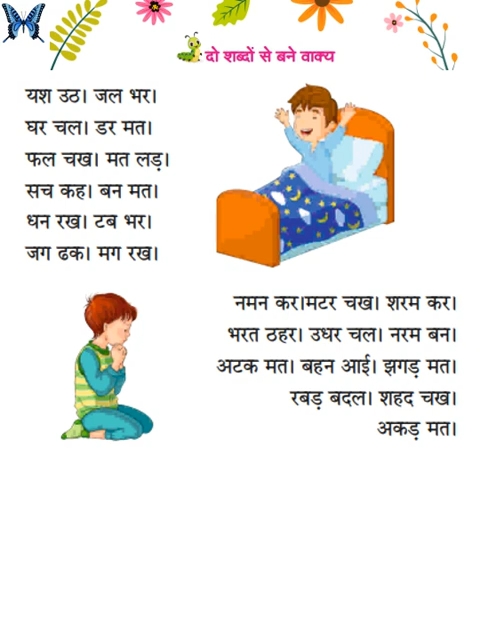 दो शब्दों से बने वाक्य
यश उठ। जल भर।
घर चल। डर मत।
फल चख। मत लड़।
सच कह। बन मत।
धन रख। टब भर।
जग ढक। मग रख।
नमन कर।मटर चख। शरम कर।
भरत ठहर। उधर चल। नरम बन।
अटक मत। बहन आई। झगड़ मत।
रबड़ बदल। शहद चख।
अकड़ मत।